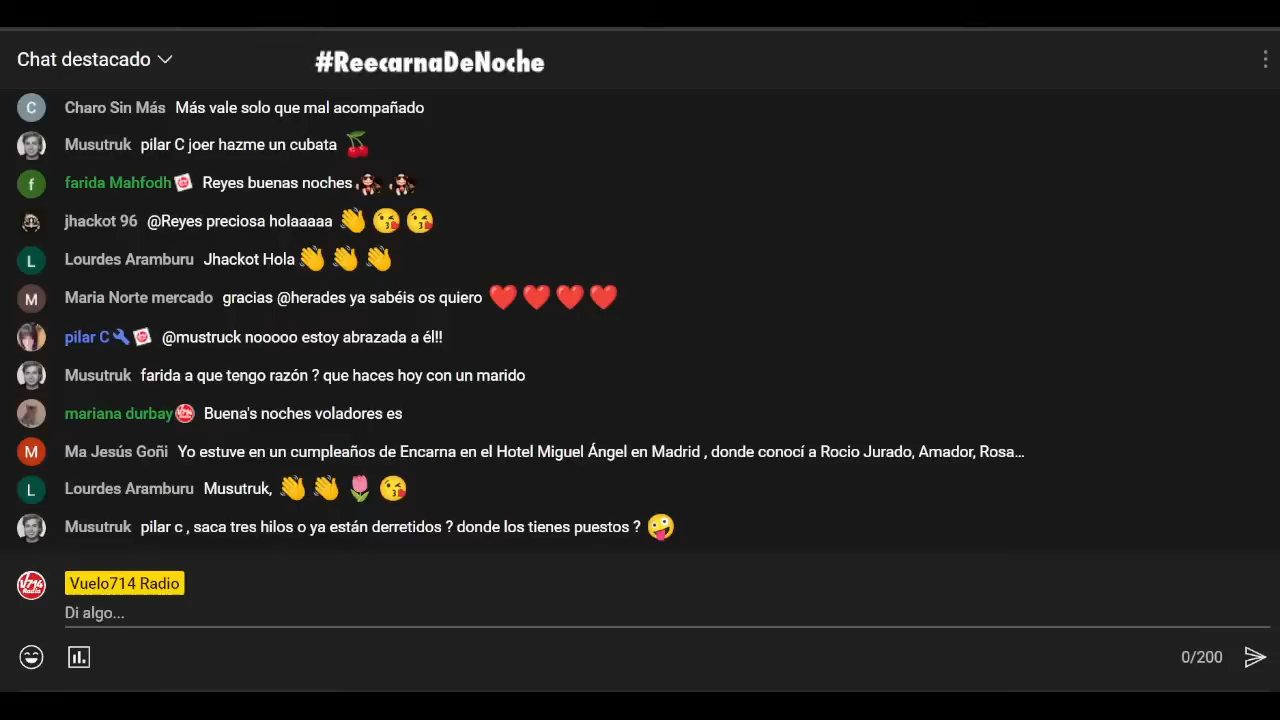 Chat destacado
#ReecarnaDeNoche
C Charo Sin Más Más vale solo que mal acompañado
Musutruk pilar C joer hazme un cubata 🍒
f farida Mahfodh Reyes buenas noches
jhackot 96 @Reyes preciosa holaaaaa 👋 😘 😘
L Lourdes Aramburu Jhackot Hola 👋 👋 👋
M Maria Norte mercado gracias @herades ya sabéis os quiero ❤️ ❤️ ❤️ ❤️
pilar C @mustruck nooooo estoy abrazada a él!!
Musutruk farida a que tengo razón ? que haces hoy con un marido
mariana durbay Buena's noches voladores es
M Ma Jesús Goñi Yo estuve en un cumpleaños de Encarna en el Hotel Miguel Ángel en Madrid , donde conocí a Rocio Jurado, Amador, Rosa...
L Lourdes Aramburu Musutruk, 👋 👋 🌷 😘
Musutruk pilar c , saca tres hilos o ya están derretidos ? donde los tienes puestos ? 🤪
V714 Radio Vuelo714 Radio
Di algo...
0/200